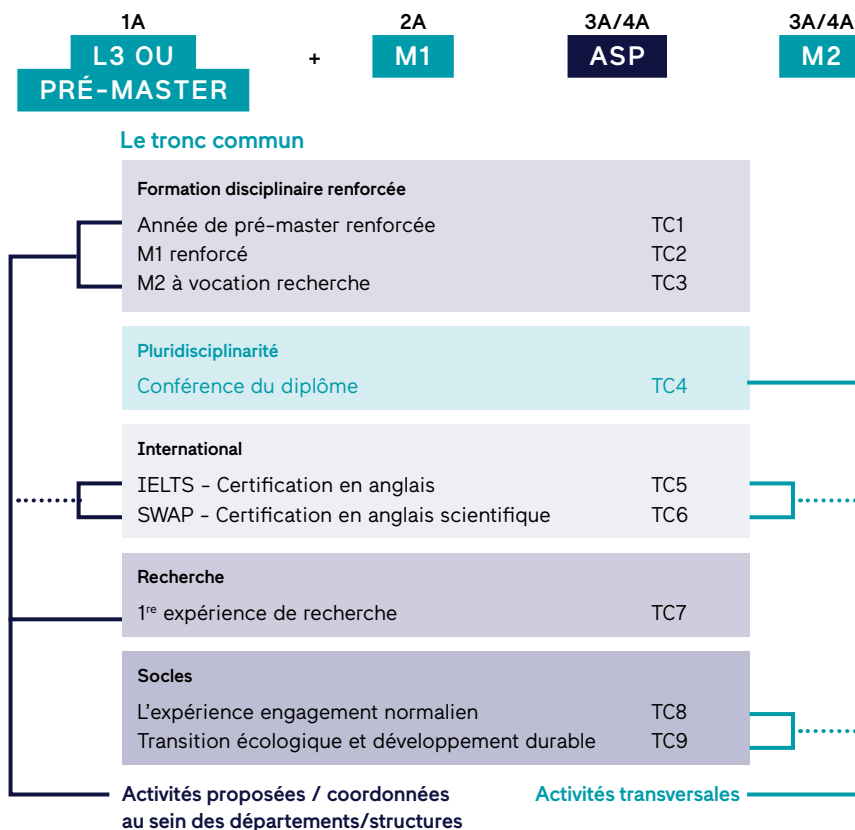 1A 2A 3A/4A 3A/4A
L3 OU
PRÉ-MASTER + M1 ASP M2
Le tronc commun
Formation disciplinaire renforcée
Année de pré-master renforcée TC1
M1 renforcé TC2
M2 à vocation recherche TC3
Pluridisciplinarité
Conférence du diplôme TC4
International
IELTS - Certification en anglais TC5
SWAP - Certification en anglais scientifique TC6
Recherche
1re expérience de recherche TC7
Socles
L'expérience engagement normalien TC8
Transition écologique et développement durable TC9
Activités proposées / coordonnées Activités transversales
au sein des départements/structures